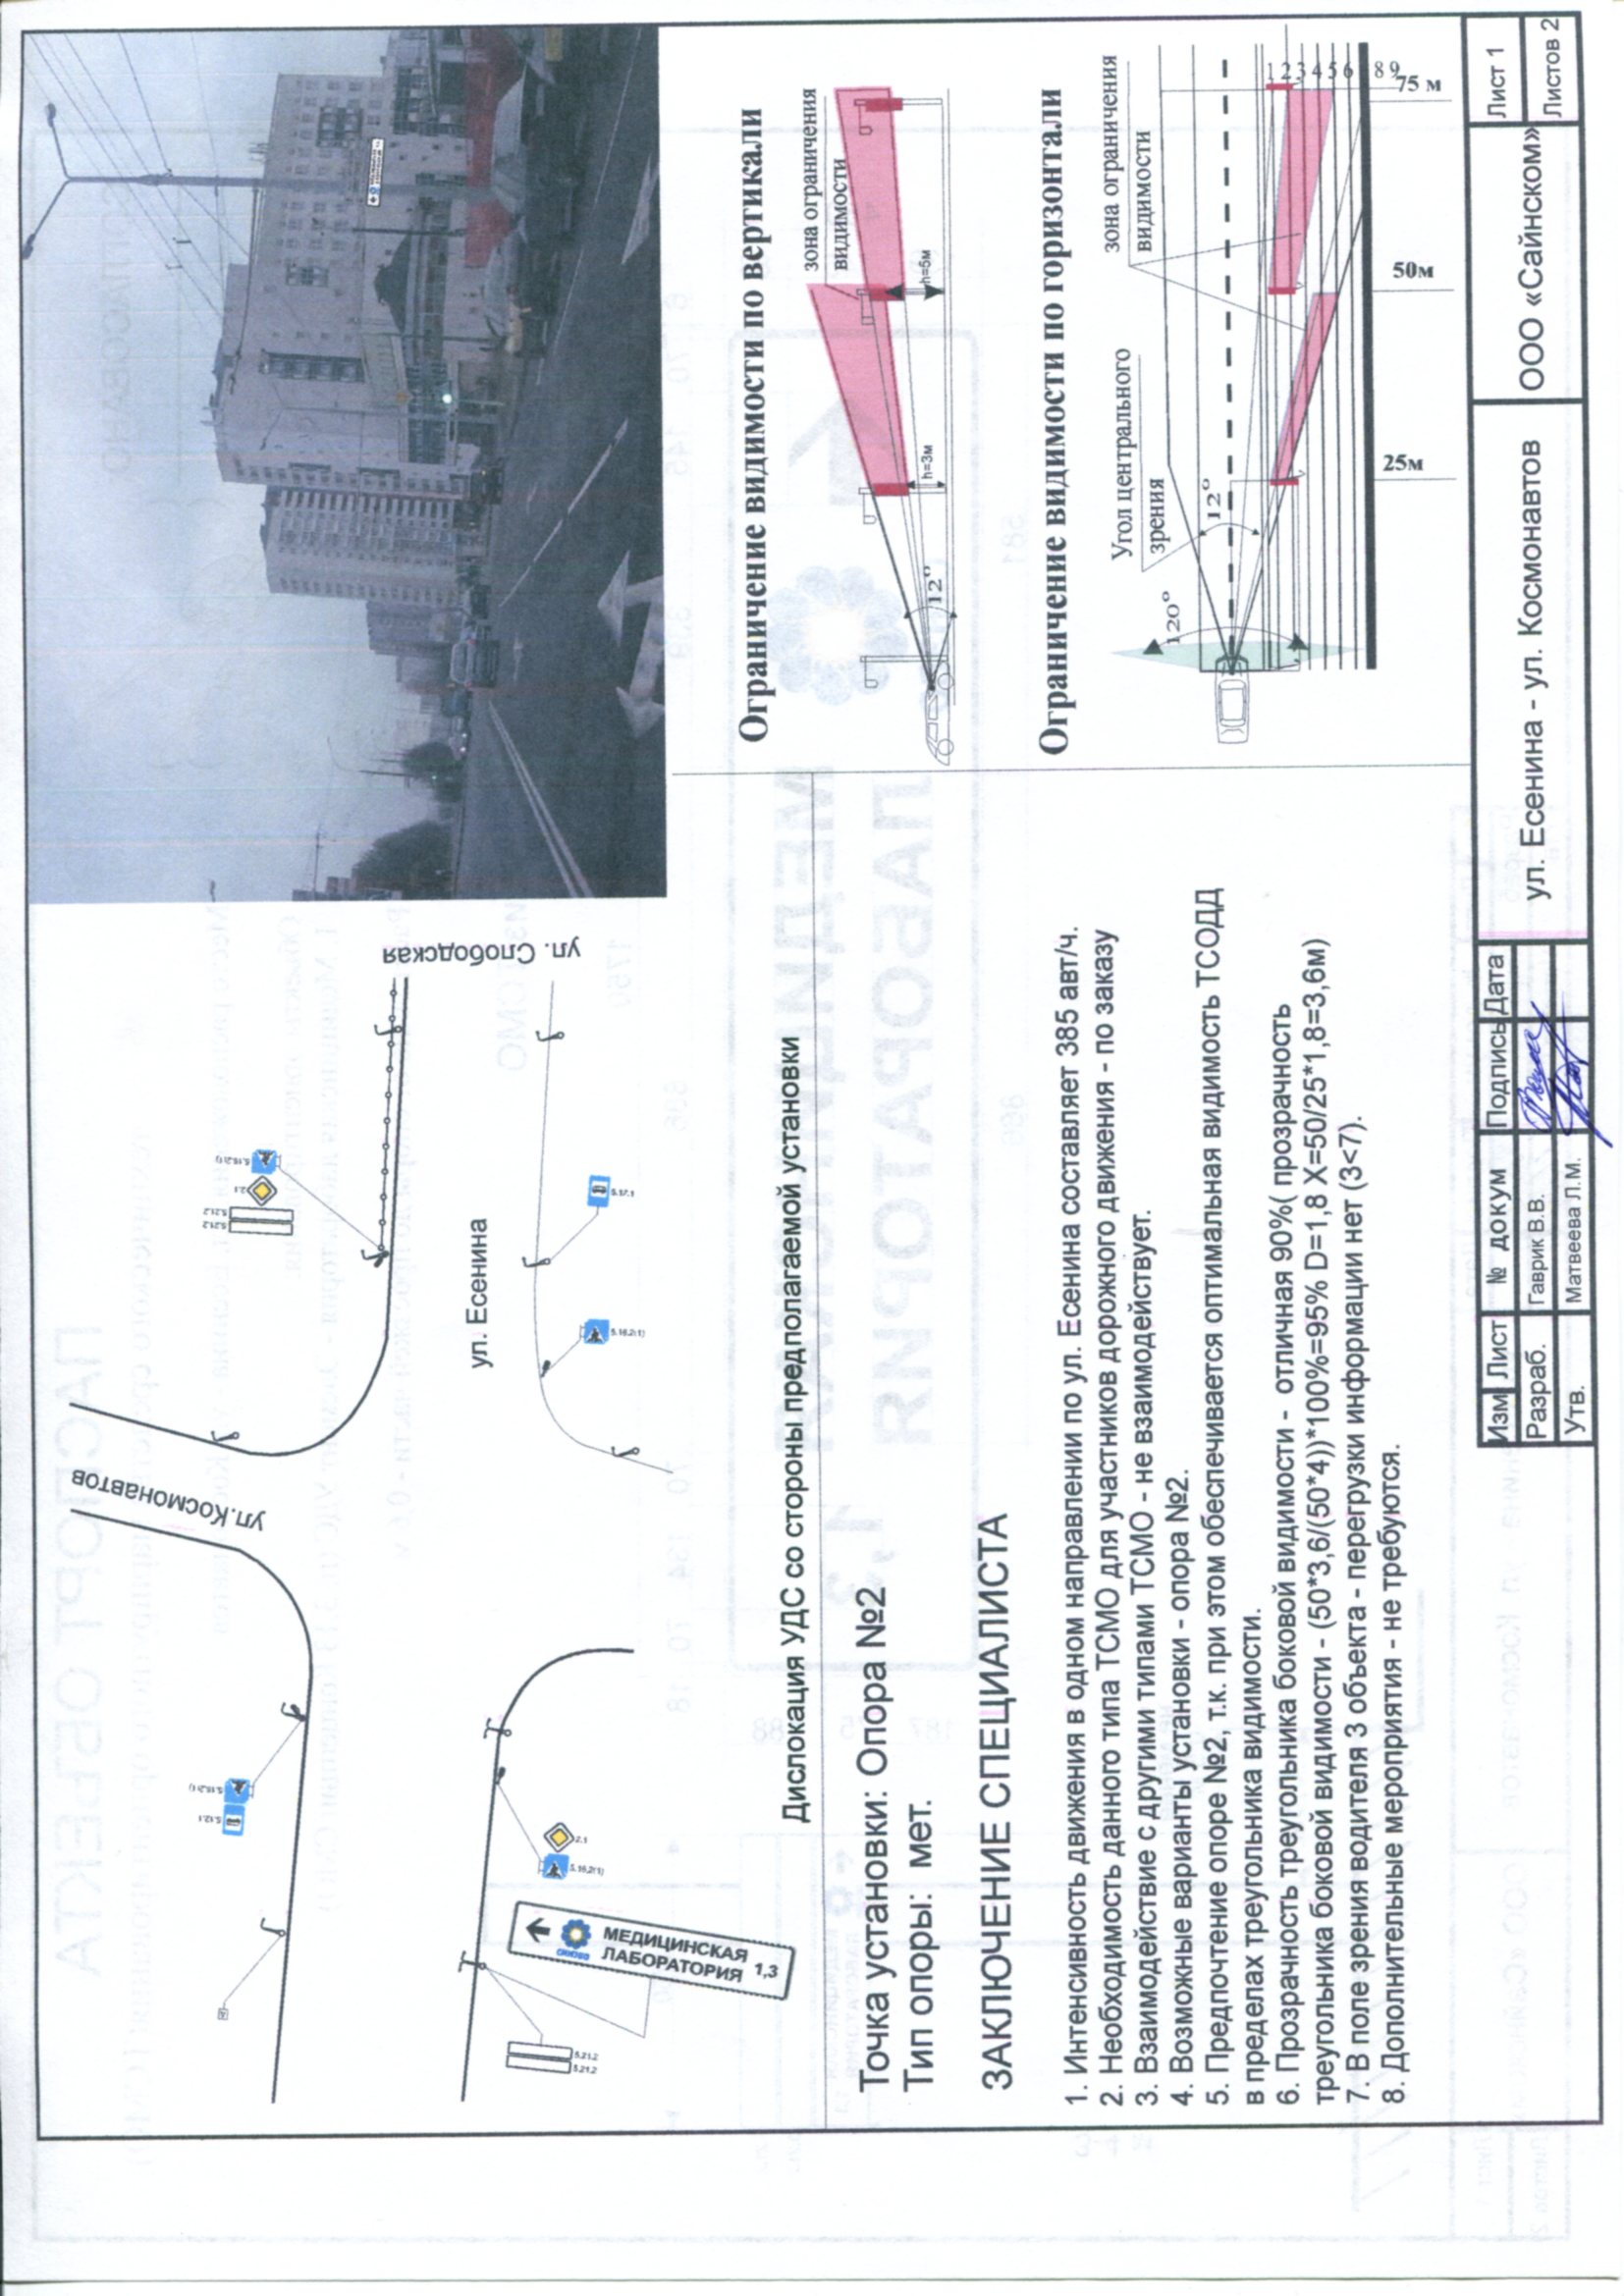 ул.Космонавтов
ул. Слободская
ул. Есенина
5.16.2(1)
2.1
5.21.2
5.21.2
5.17.1
5.16.2(1)
5.16.2(1)
5.12.1
2.1
5.16.2(1)
МЕДИЦИНСКАЯ
ЛАБОРАТОРИЯ 1,3
5.21.2
5.21.2
Дислокация УДС со стороны предполагаемой установки
Точка установки: Опора №2
Тип опоры: мет.
ЗАКЛЮЧЕНИЕ СПЕЦИАЛИСТА
1. Интенсивность движения в одном направлении по ул. Есенина составляет 385 авт/ч.
2. Необходимость данного типа ТСМО для участников дорожного движения - по заказу
3. Взаимодействие с другими типами ТСМО - не взаимодействует.
4. Возможные варианты установки - опора №2.
5. Предпочтение опоре №2, т.к. при этом обеспечивается оптимальная видимость ТСОДД
в пределах треугольника видимости.
6. Прозрачность треугольника боковой видимости - отличная 90%( прозрачность
треугольника боковой видимости - (50*3,6/(50*4))*100%=95% D=1,8 X=50/25*1,8=3,6м)
7. В поле зрения водителя 3 объекта - перегрузки информации нет (3<7).
8. Дополнительные мероприятия - не требуются.
Ограничение видимости по вертикали
зона ограничения
видимости
h=5м
h=3м
12°
Ограничение видимости по горизонтали
зона ограничения
видимости
Угол центрального
зрения
12°
120°
1 2 3 4 5 6 8 9
75 м
50м
25м
Изм Лист № докум Подпись Дата
Разраб. Гаврик В.В.
Утв. Матвеева Л.М.
ул. Есенина - ул. Космонавтов
ООО «Сайнском»
Лист 1
Листов 2